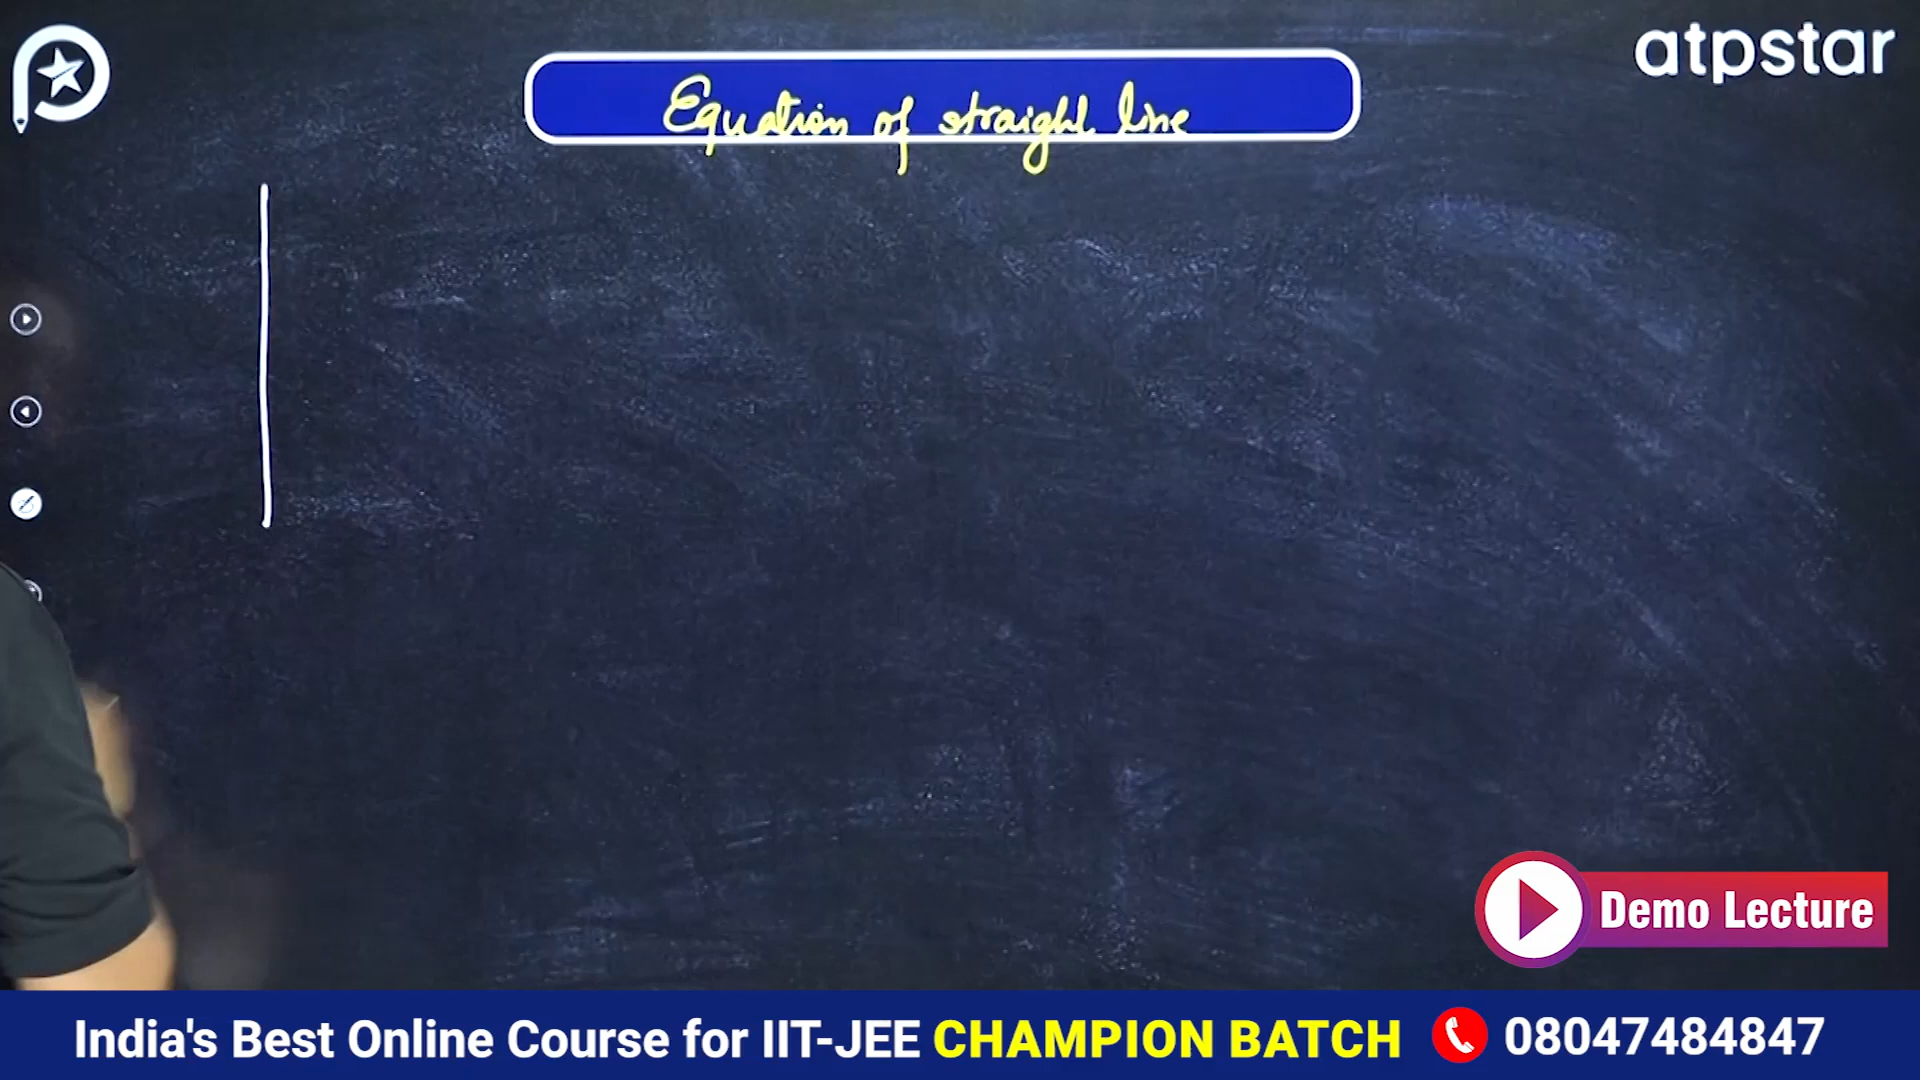 atpstar
Equation of straight line
Demo Lecture
India's Best Online Course for IIT-JEE CHAMPION BATCH 08047484847